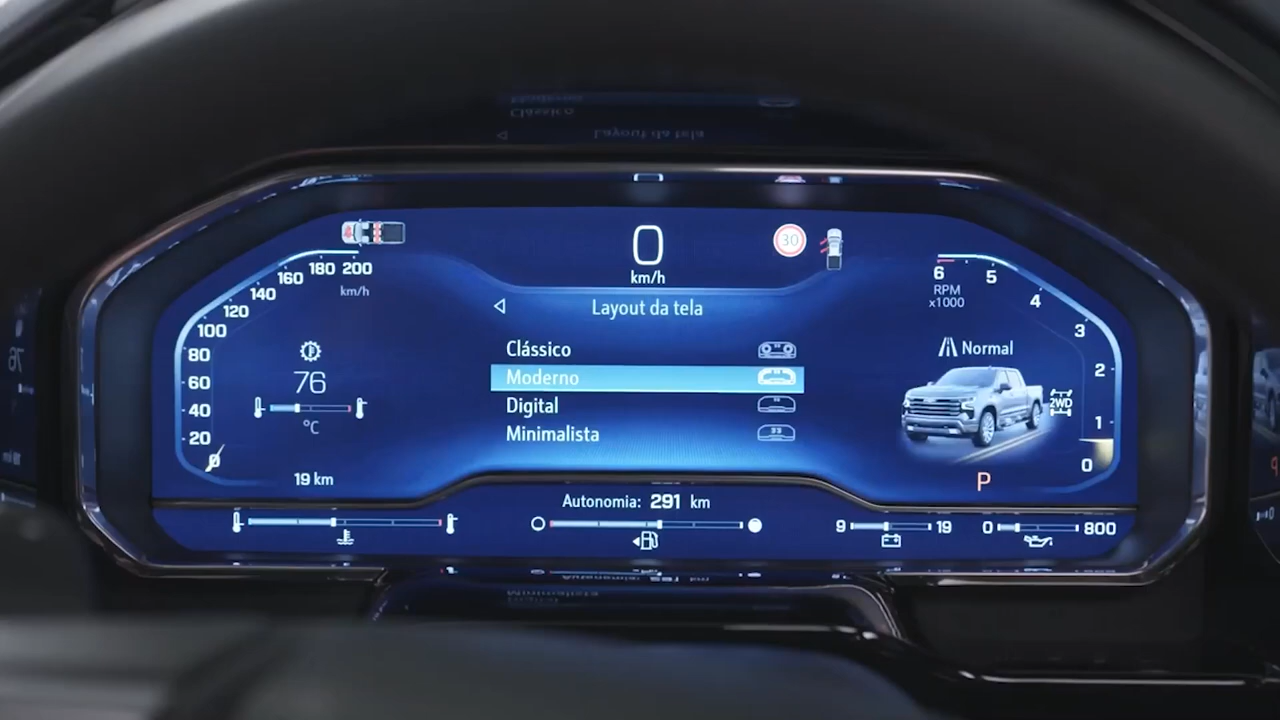 0
km/h
30
180 200
160
140
120
100
80
60
40
20
0
km/h
6
5
4
3
2
1
0
RPM
x1000
Layout da tela
Clássico
Moderno
Digital
Minimalista
76
°C
19 km
Normal
2WD
P
Autonomia: 291 km
9 19
0 800